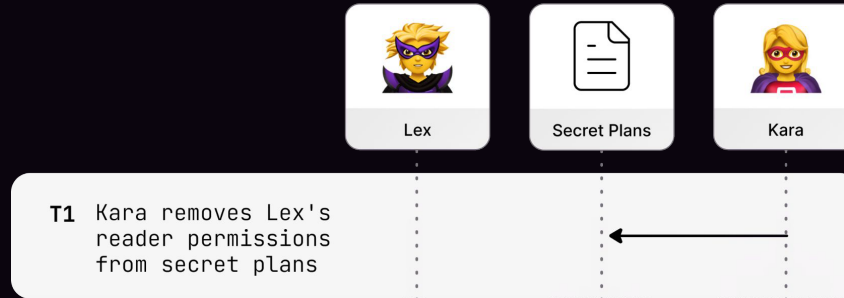 Lex
Secret Plans
Kara
T1 Kara removes Lex's
reader permissions
from secret plans